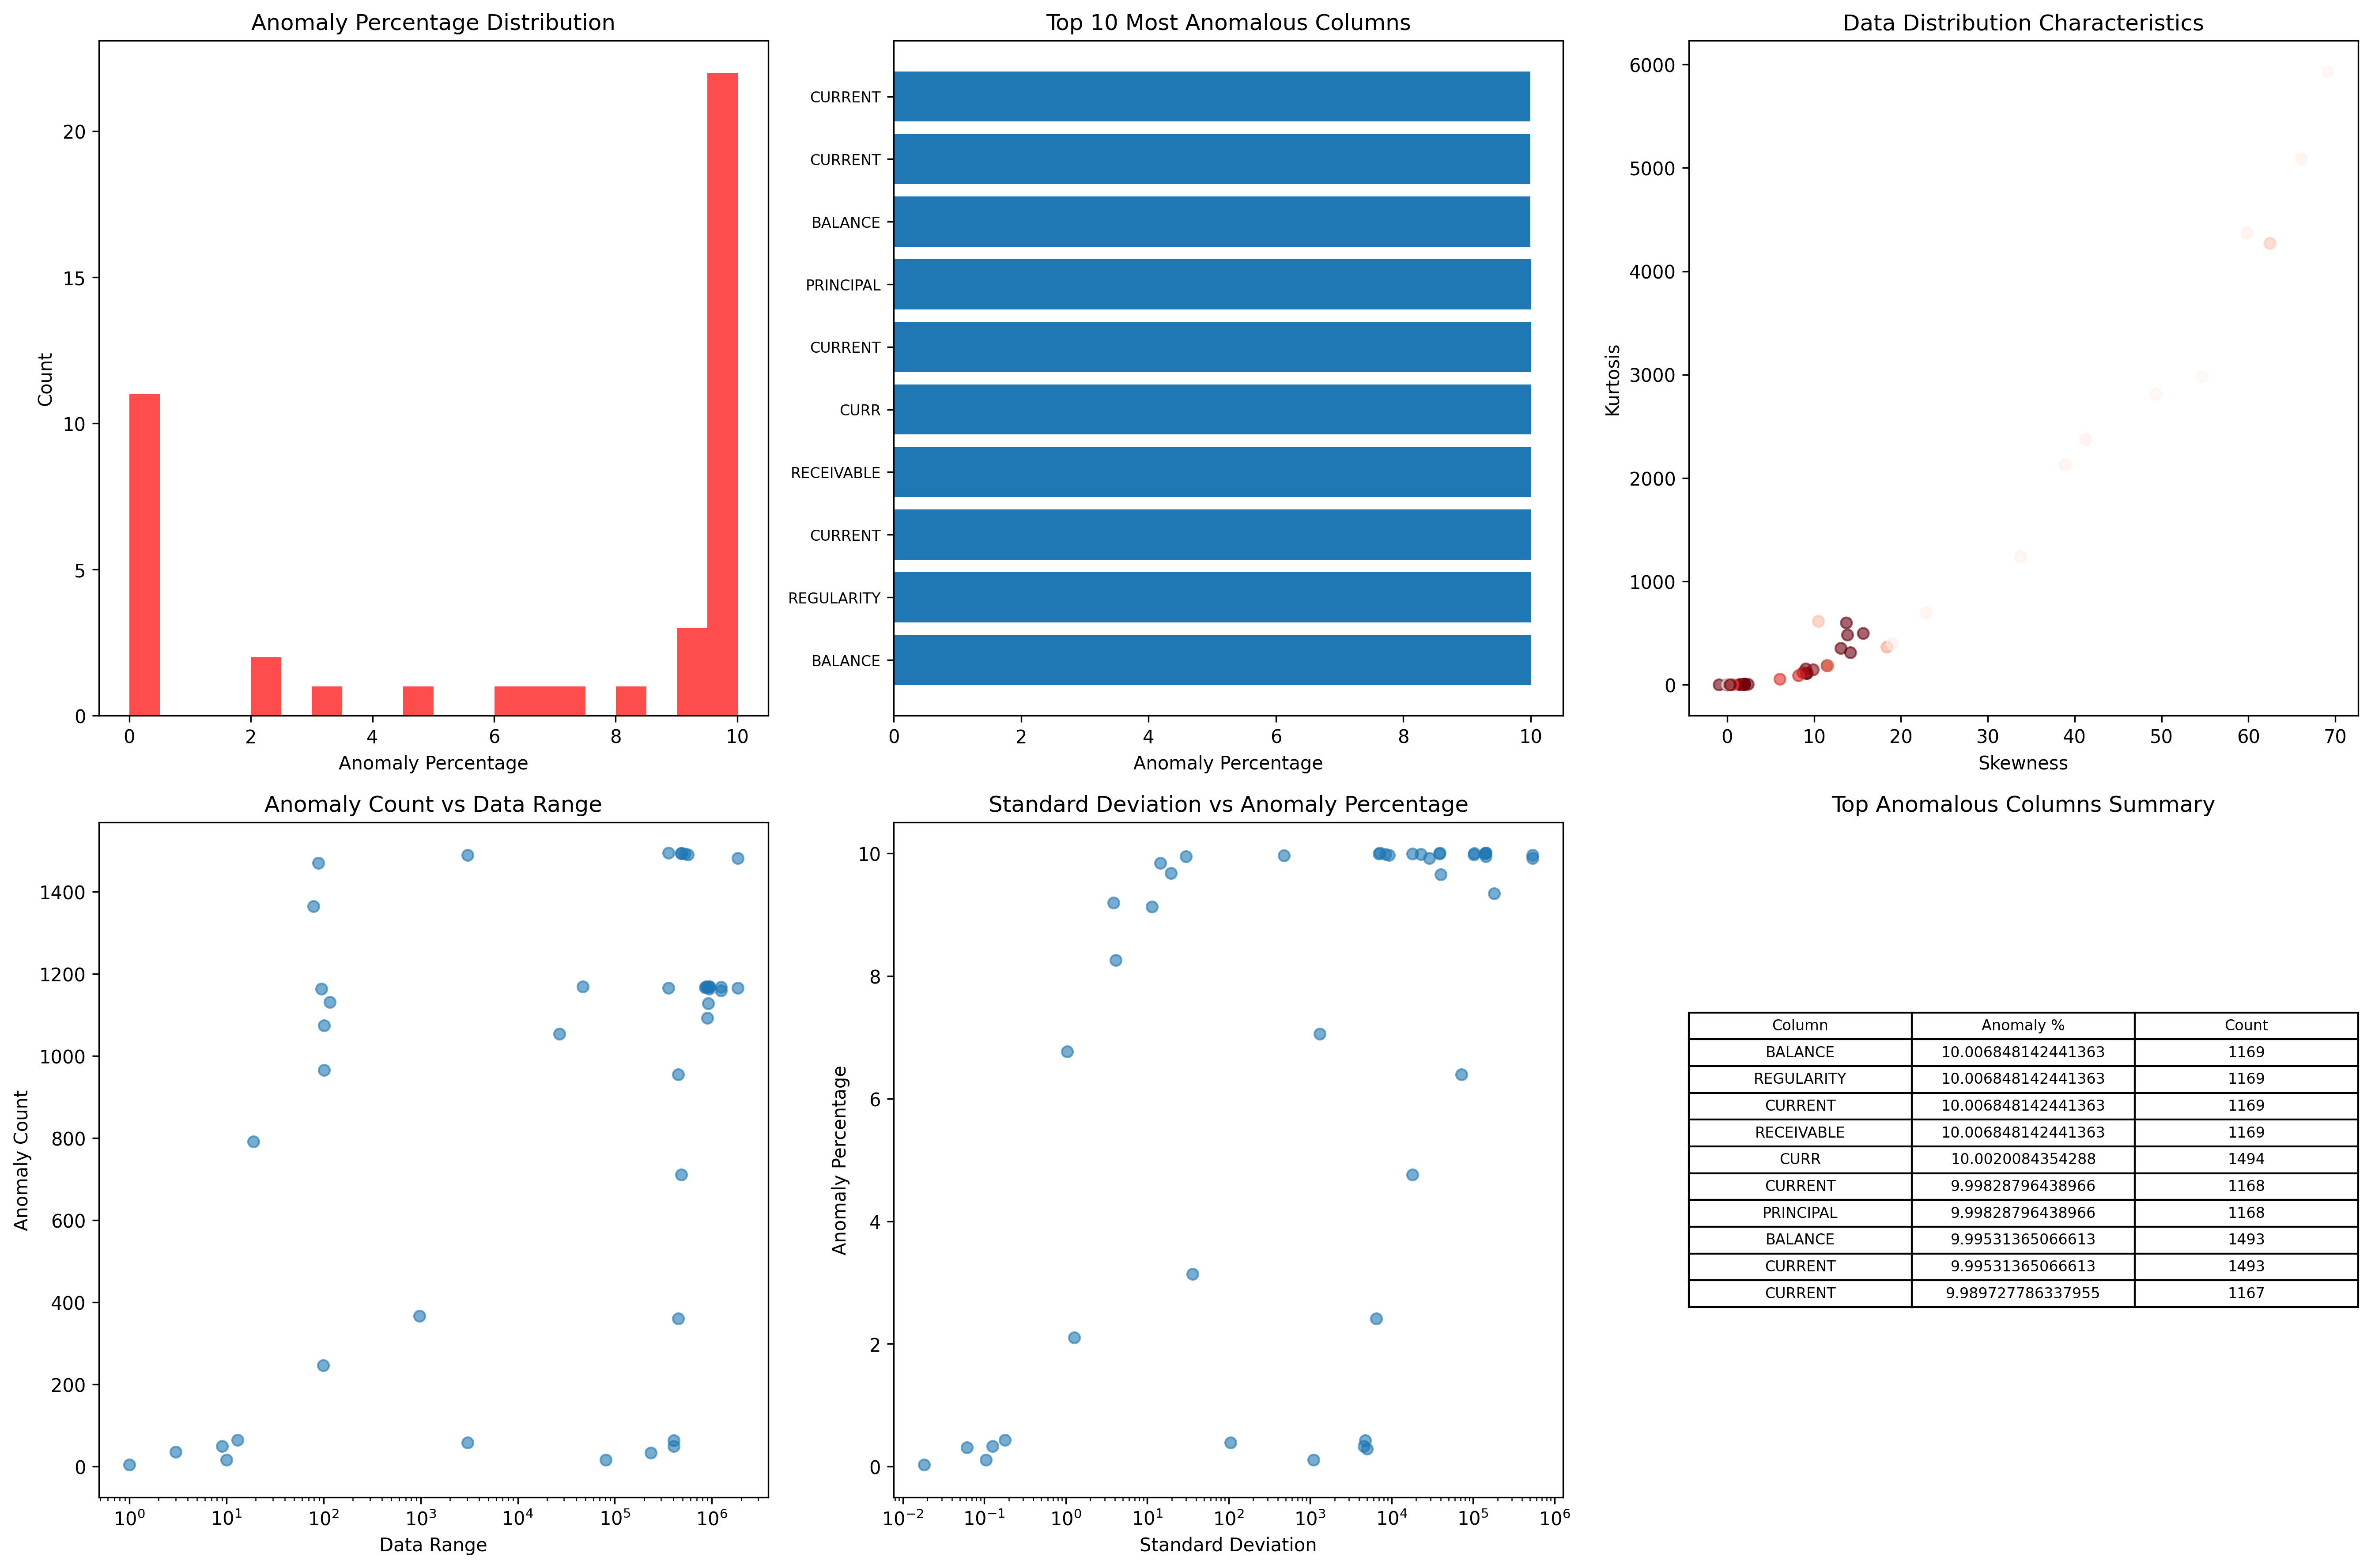 Anomaly Percentage Distribution
Count
20
15
10
5
0
0 2 4 6 8 10
Anomaly Percentage
Top 10 Most Anomalous Columns
CURRENT
CURRENT
BALANCE
PRINCIPAL
CURRENT
CURR
RECEIVABLE
CURRENT
REGULARITY
BALANCE
0 2 4 6 8 10
Anomaly Percentage
Data Distribution Characteristics
Kurtosis
6000
5000
4000
3000
2000
1000
0
0 10 20 30 40 50 60 70
Skewness
Anomaly Count vs Data Range
Anomaly Count
1400
1200
1000
800
600
400
200
0
10⁰ 10¹ 10² 10³ 10⁴ 10⁵ 10⁶
Data Range
Standard Deviation vs Anomaly Percentage
Anomaly Percentage
10
8
6
4
2
0
10⁻² 10⁻¹ 10⁰ 10¹ 10² 10³ 10⁴ 10⁵ 10⁶
Standard Deviation
Top Anomalous Columns Summary
Column Anomaly % Count
BALANCE 10.006848142441363 1169
REGULARITY 10.006848142441363 1169
CURRENT 10.006848142441363 1169
RECEIVABLE 10.006848142441363 1169
CURR 10.0020084354288 1494
CURRENT 9.99828796438966 1168
PRINCIPAL 9.99828796438966 1168
BALANCE 9.99531365066613 1493
CURRENT 9.99531365066613 1493
CURRENT 9.989727786337955 1167